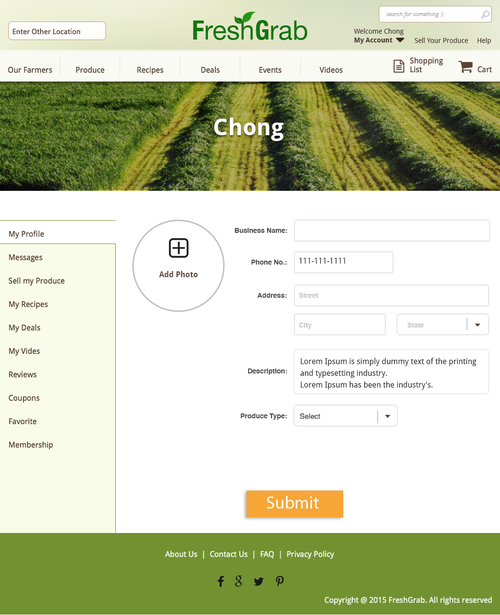 Enter Other Location
FreshGrab
search for something :)
Welcome Chong
My Account
Sell Your Produce
Help
Our Farmers
Produce
Recipes
Deals
Events
Videos
Shopping
List
Cart
Chong
My Profile
Messages
Sell my Produce
My Recipes
My Deals
My Vides
Reviews
Coupons
Favorite
Membership
Add Photo
Business Name:
Phone No.:
111-111-1111
Address:
Street
City
State
Description:
Lorem Ipsum is simply dummy text of the printing
and typesetting industry.
Lorem Ipsum has been the industry's.
Produce Type:
Select
Submit
About Us | Contact Us | FAQ | Privacy Policy
Copyright @ 2015 FreshGrab. All rights reserved